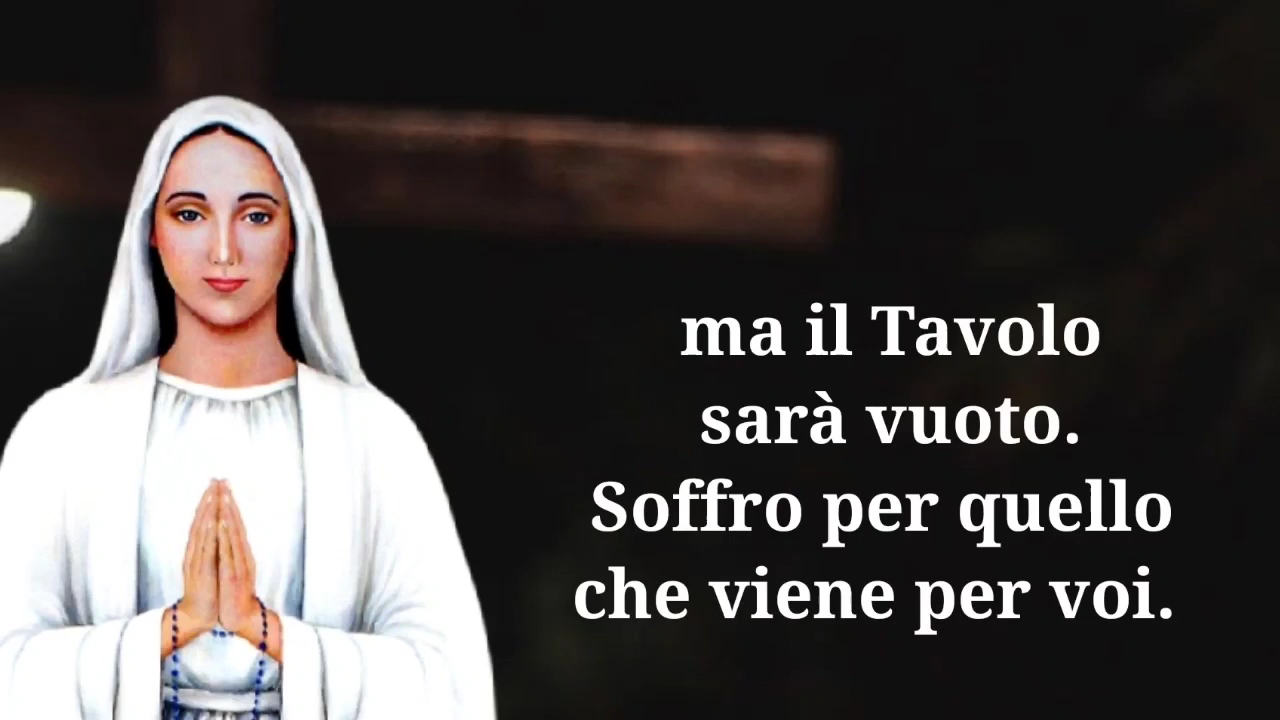 ma il Tavolo
sarà vuoto.
Soffro per quello
che viene per voi.